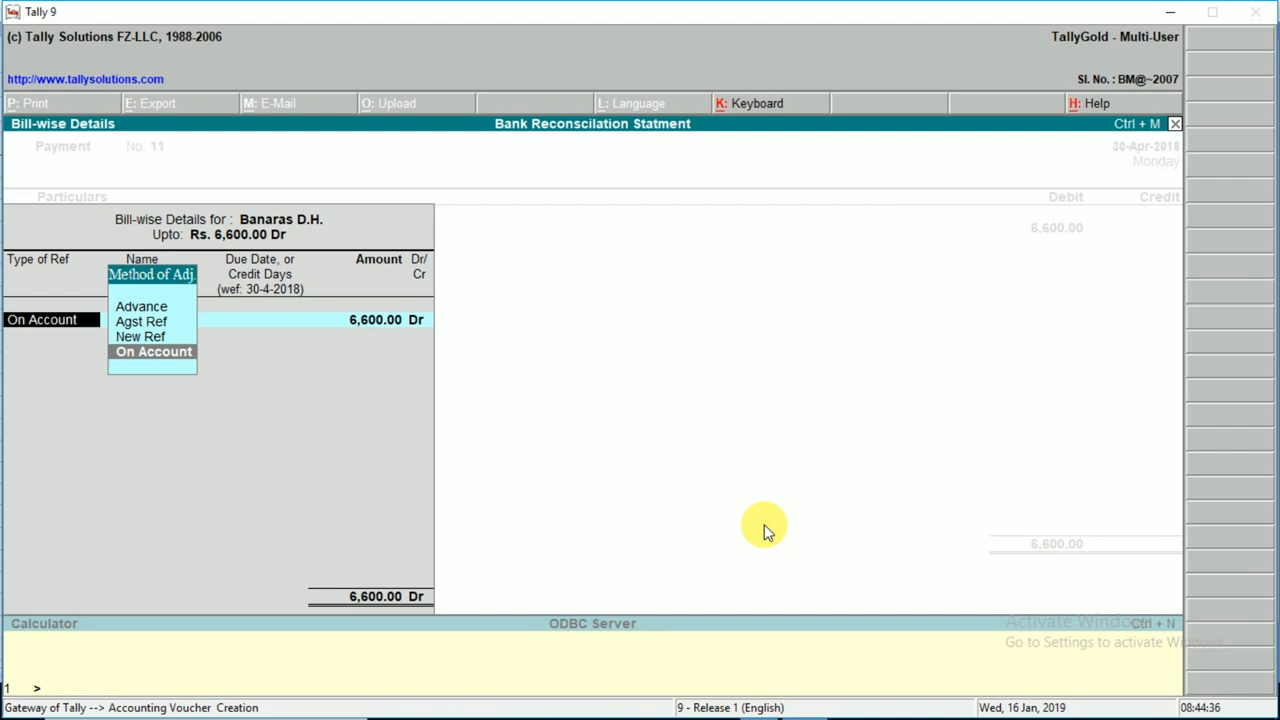 Tally 9
(c) Tally Solutions FZ-LLC, 1988-2006
TallyGold - Multi-User
http://www.tallysolutions.com
Sl. No. : BM@~2007
P: Print
E: Export
M: E-Mail
O: Upload
L: Language
K: Keyboard
H: Help
Bill-wise Details
Bank Reconscilation Statment
Ctrl + M
Payment No. 11
30-Apr-2018
Monday
Particulars
Debit
Credit
Bill-wise Details for : Banaras D.H.
Upto: Rs. 6,600.00 Dr
6,600.00
Type of Ref Name Due Date, or Amount Dr/
Credit Days Cr
(wef: 30-4-2018)
Method of Adj.
Advance
Agst Ref
New Ref
On Account
On Account 6,600.00 Dr
6,600.00
6,600.00 Dr
Calculator
ODBC Server
Ctrl + N
Activate Windows
Go to Settings to activate Windows.
1 >
Gateway of Tally --> Accounting Voucher Creation
9 - Release 1 (English)
Wed, 16 Jan, 2019
08:44:36